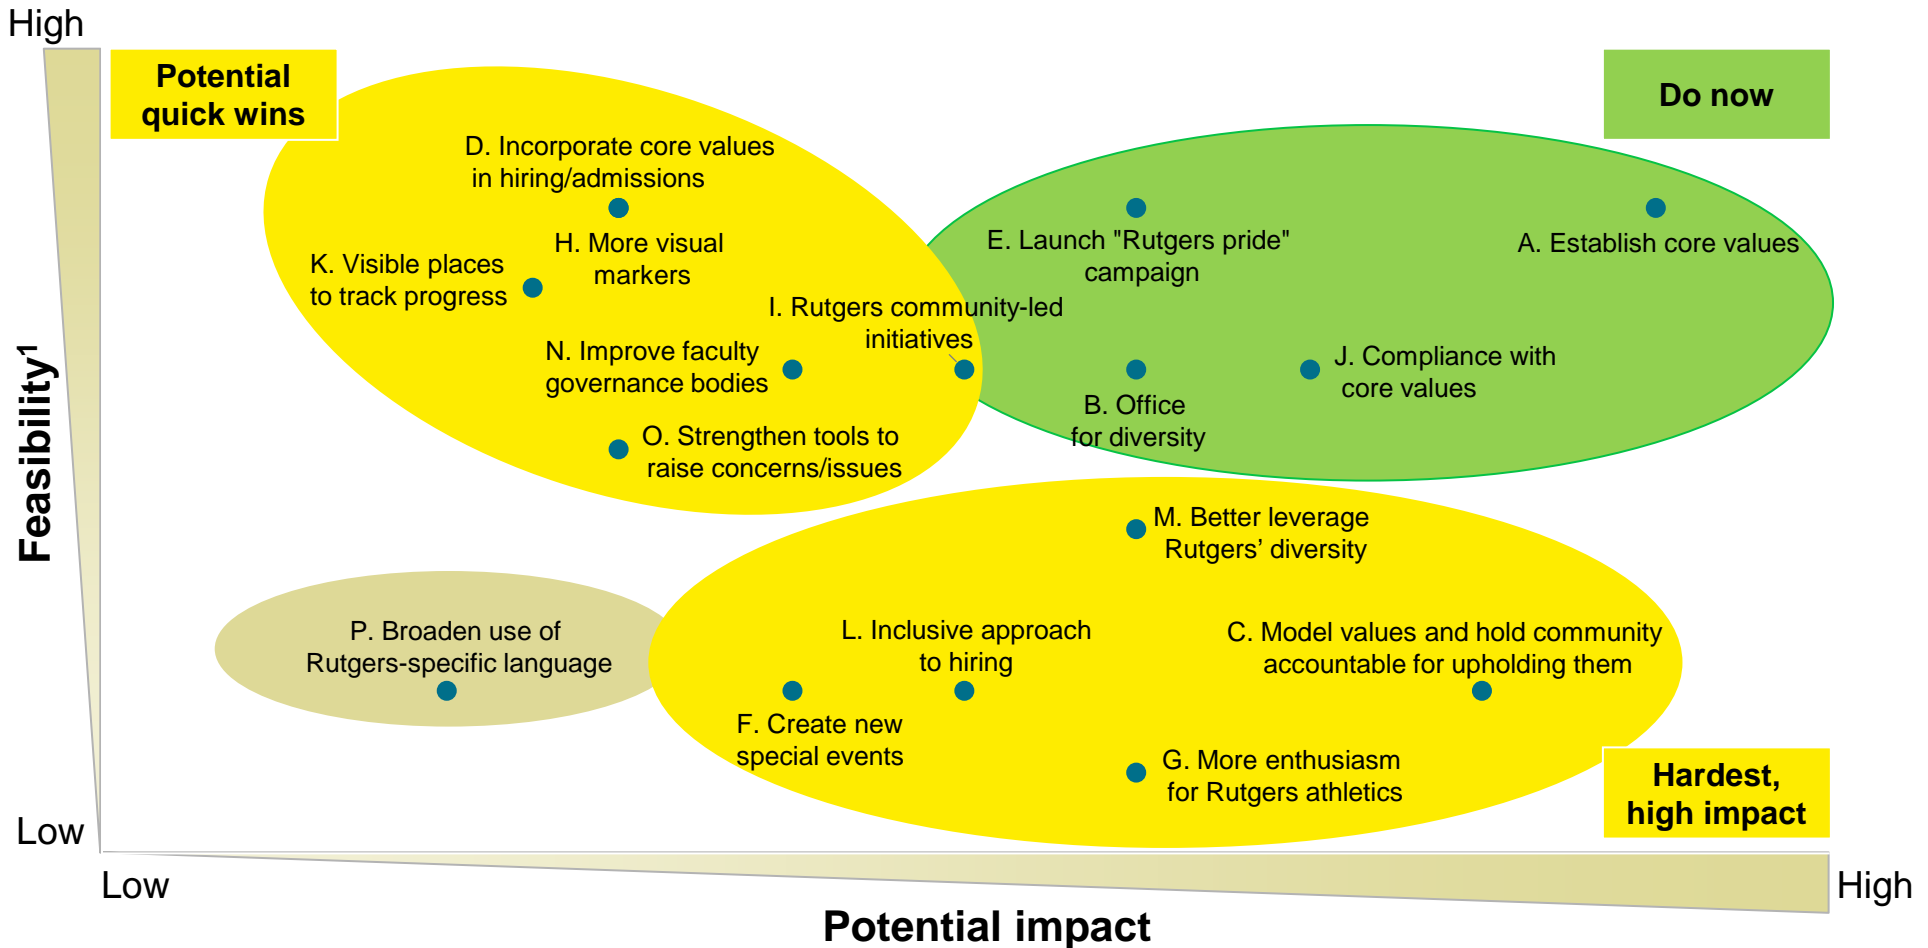 High
Potential
quick wins
Do now
D. Incorporate core values
in hiring/admissions
H. More visual
markers
K. Visible places
to track progress
E. Launch "Rutgers pride"
campaign
A. Establish core values
I. Rutgers community-led
initiatives
N. Improve faculty
governance bodies
J. Compliance with
core values
B. Office
for diversity
O. Strengthen tools to
raise concerns/issues
Feasibility¹
M. Better leverage
Rutgers’ diversity
P. Broaden use of
Rutgers-specific language
L. Inclusive approach
to hiring
C. Model values and hold community
accountable for upholding them
F. Create new
special events
G. More enthusiasm
for Rutgers athletics
Hardest,
high impact
Low
Low
High
Potential impact